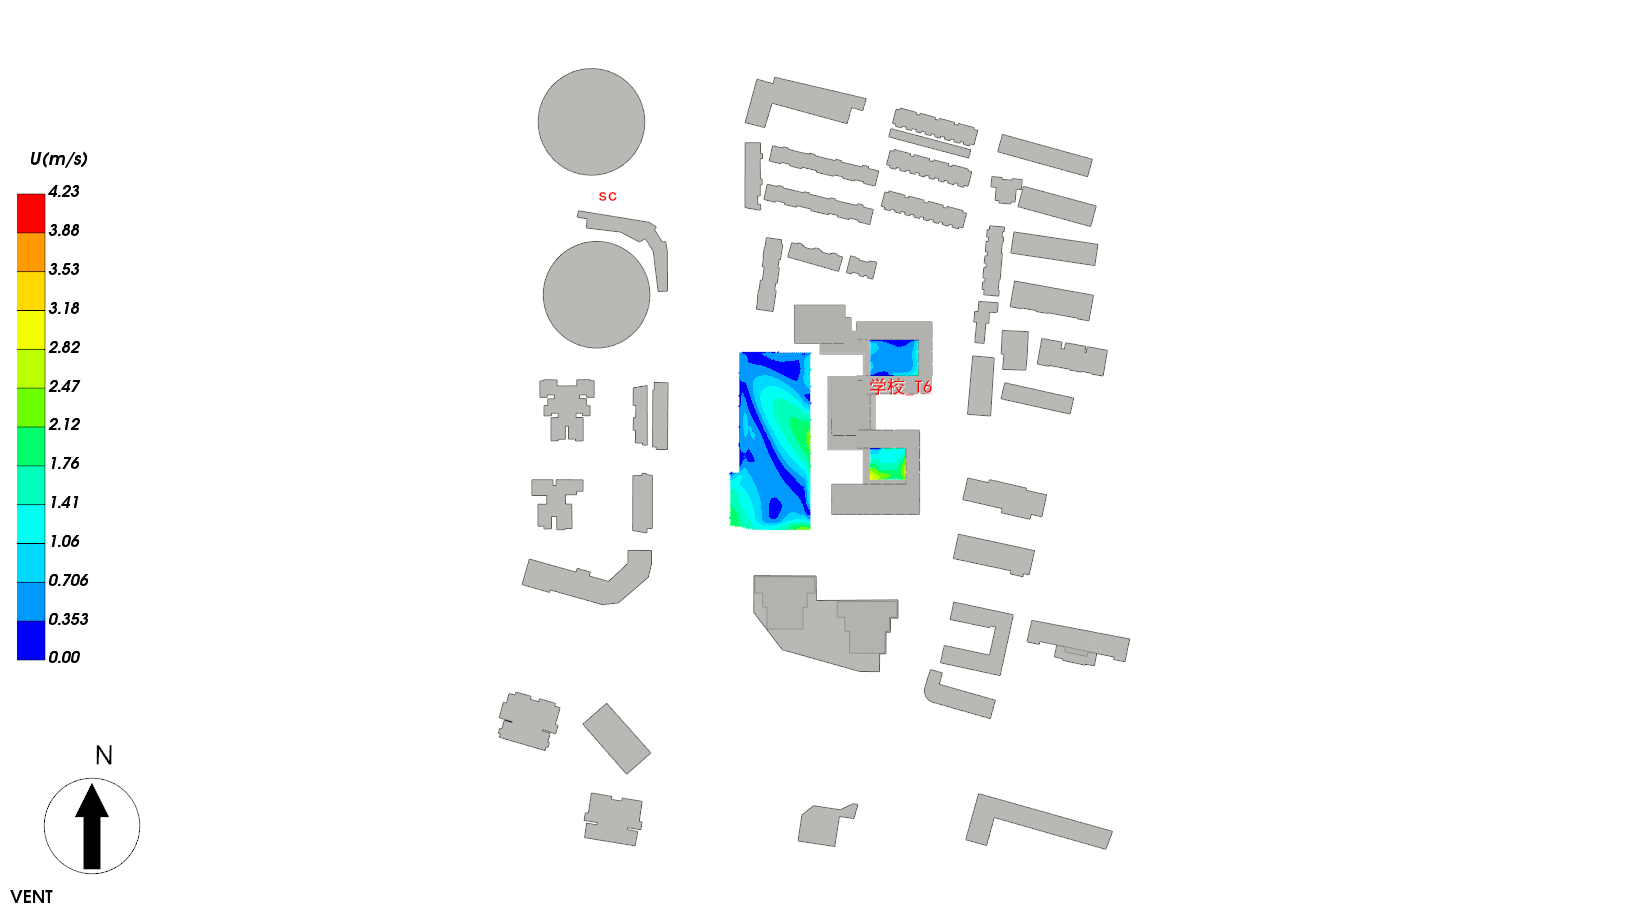 U(m/s)
4.23
3.88
3.53
3.18
2.82
2.47
2.12
1.76
1.41
1.06
0.706
0.353
0.00
sc
学校_T6
N
VENT